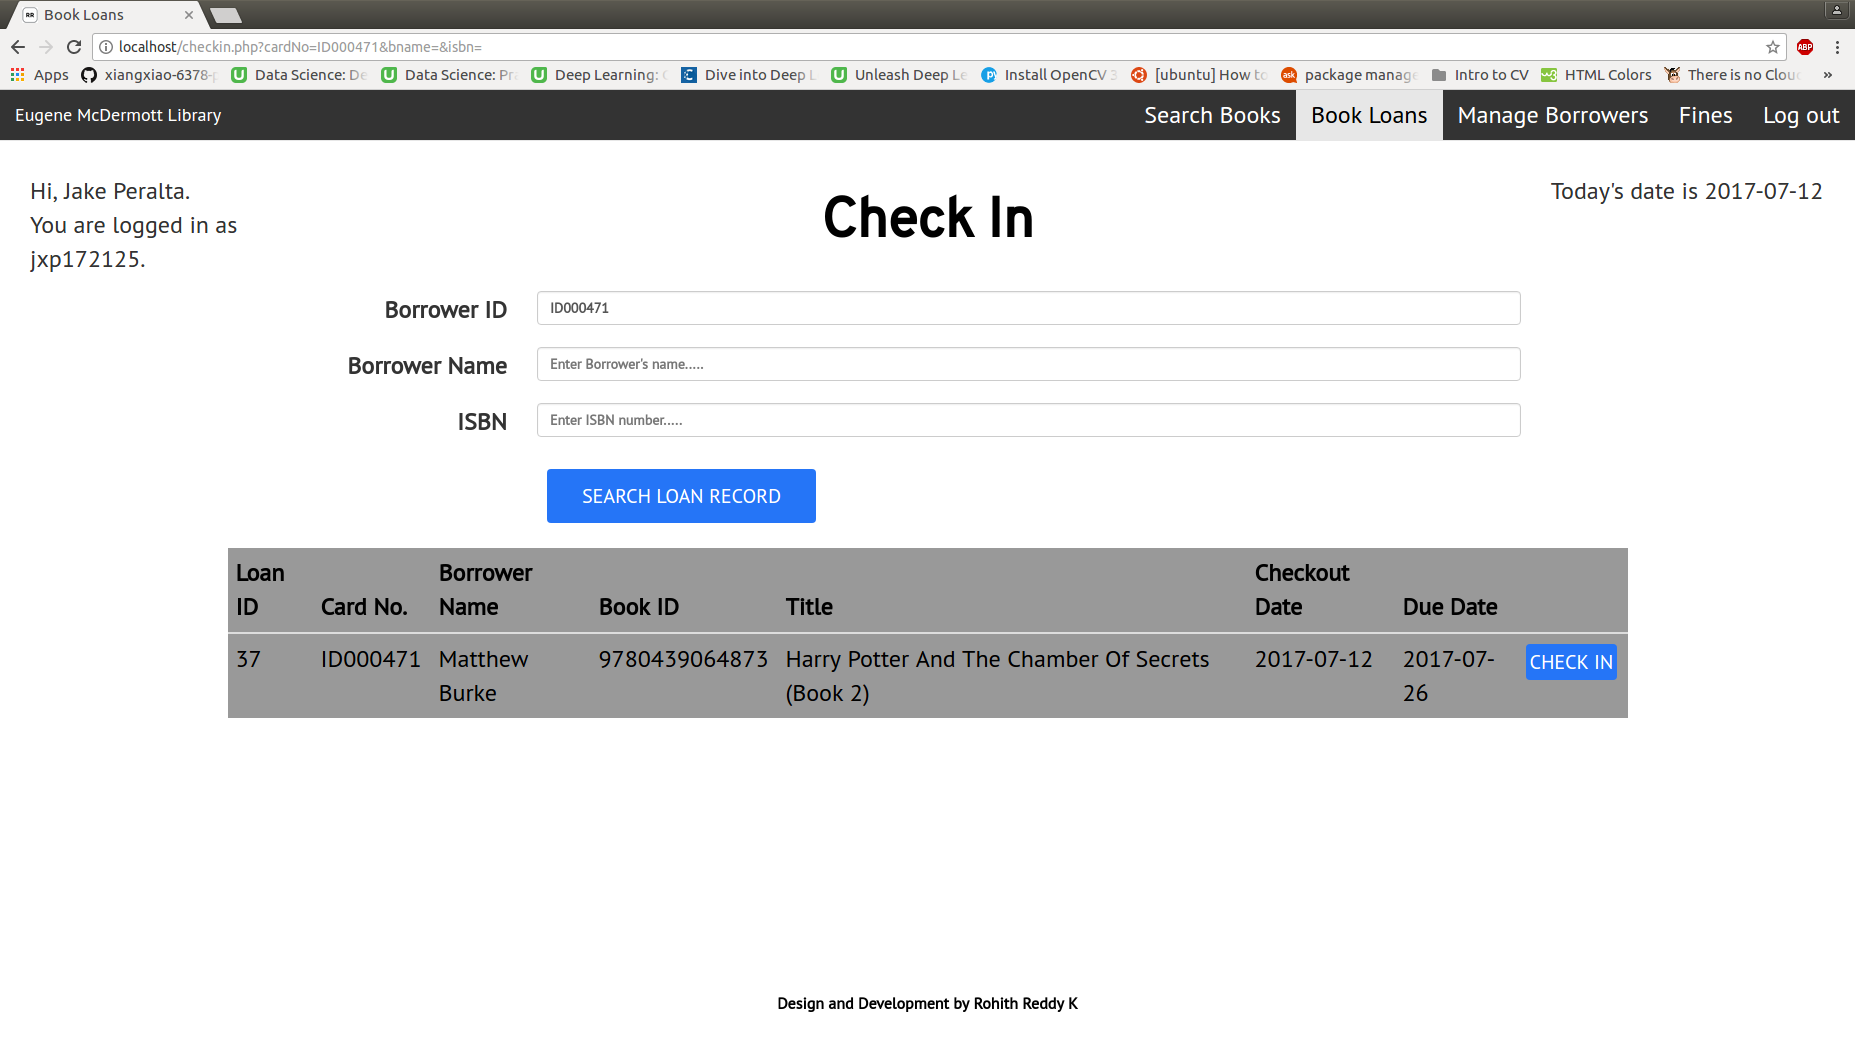 Book Loans
localhost/checkin.php?cardNo=ID000471&bname=&isbn=
ABP
Apps xiangxiao-6378- Data Science: De Data Science: Pr Deep Learning: Dive into Deep L Unleash Deep Le Install OpenCV 3 [ubuntu] How to package manage Intro to CV HTML Colors There is no Clou »
Eugene McDermott Library Search Books Book Loans Manage Borrowers Fines Log out
Hi, Jake Peralta.
You are logged in as
jxp172125.
Check In
Today's date is 2017-07-12
Borrower ID ID000471
Borrower Name Enter Borrower's name.....
ISBN Enter ISBN number.....
SEARCH LOAN RECORD
Loan ID Card No. Borrower Name Book ID Title Checkout Date Due Date
37 ID000471 Matthew Burke 9780439064873 Harry Potter And The Chamber Of Secrets (Book 2) 2017-07-12 2017-07-26 CHECK IN
Design and Development by Rohith Reddy K